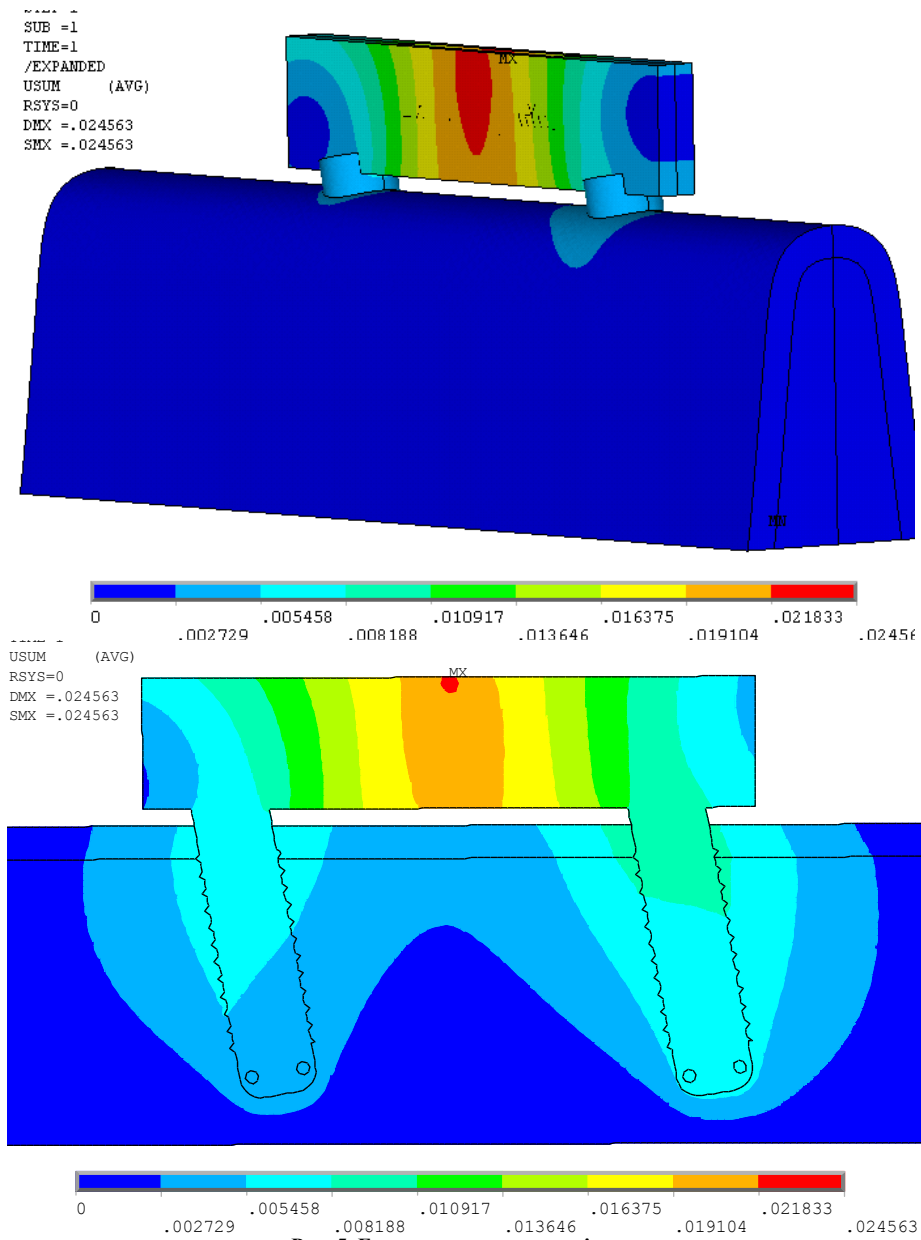 SUB =1
TIME=1
/EXPANDED
USUM (AVG)
RSYS=0
DMX =.024563
SMX =.024563
MX
MN
0 .005458 .010917 .016375 .021833
.002729 .008188 .013646 .019104
USUM (AVG)
RSYS=0
DMX =.024563
SMX =.024563
MX
0 .005458 .010917 .016375 .021833
.002729 .008188 .013646 .019104 .024563